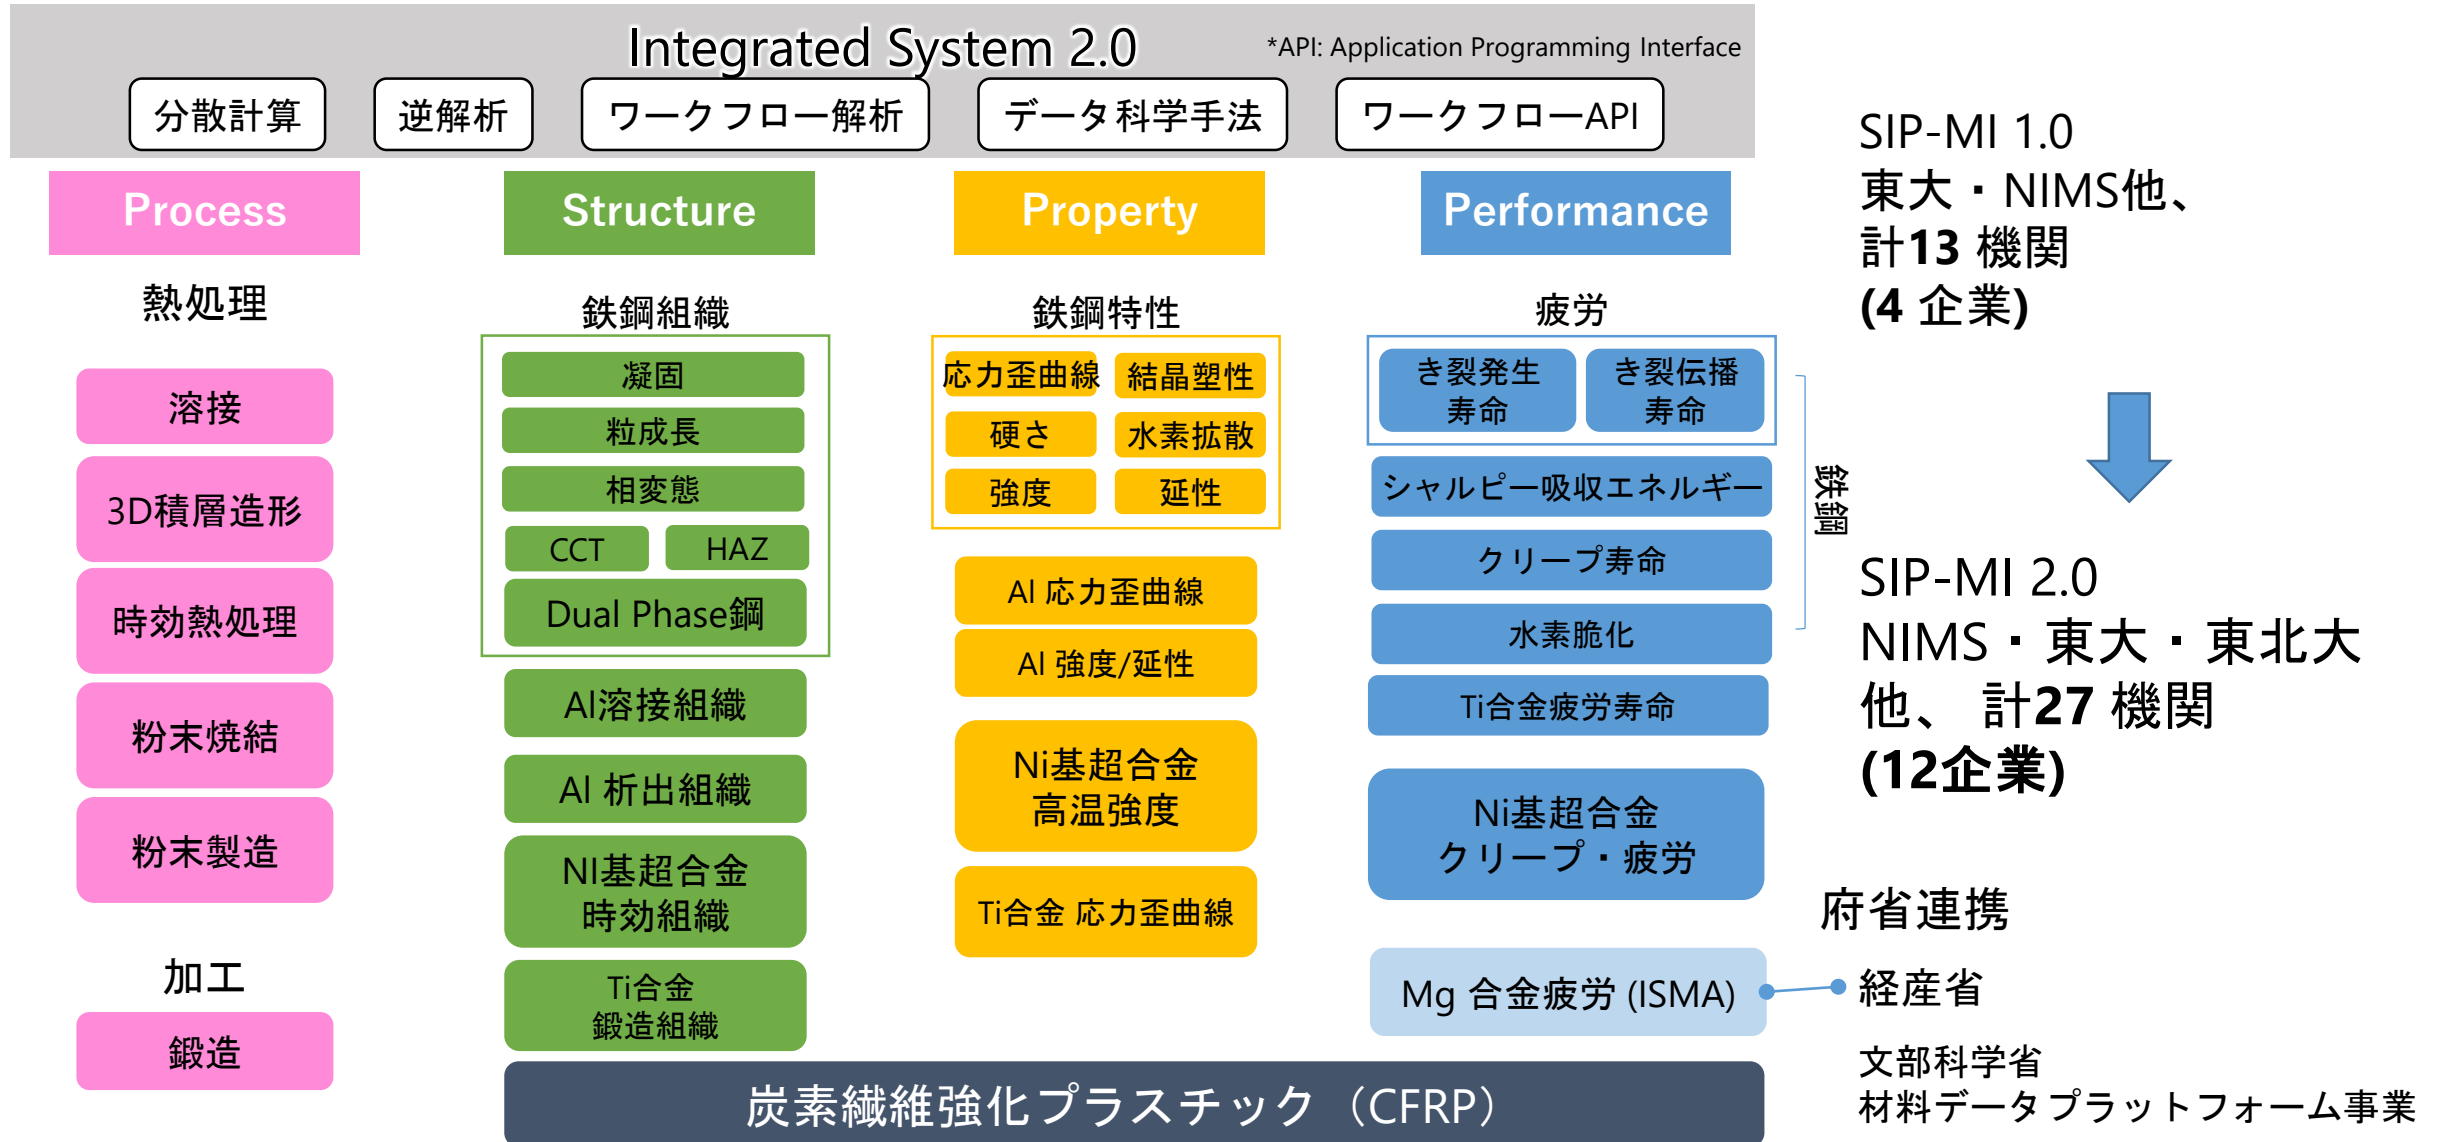 Integrated System 2.0
*API: Application Programming Interface
分散計算
逆解析
ワークフロー解析
データ科学手法
ワークフローAPI
Process
Structure
Property
Performance
熱処理
溶接
3D積層造形
時効熱処理
粉末焼結
粉末製造
加工
鍛造
鉄鋼組織
凝固
粒成長
相変態
CCT
HAZ
Dual Phase鋼
Al溶接組織
Al 析出組織
NI基超合金
時効組織
Ti合金
鍛造組織
鉄鋼特性
応力歪曲線
結晶塑性
硬さ
水素拡散
強度
延性
Al 応力歪曲線
Al 強度/延性
Ni基超合金
高温強度
Ti合金 応力歪曲線
疲労
き裂発生
寿命
き裂伝播
寿命
シャルピー吸収エネルギー
クリープ寿命
水素脆化
鉄鋼
Ti合金疲労寿命
Ni基超合金
クリープ・疲労
Mg 合金疲労 (ISMA)
炭素繊維強化プラスチック（CFRP）
SIP-MI 1.0
東大・NIMS他、
計13 機関
(4 企業)
SIP-MI 2.0
NIMS・東大・東北大
他、 計27 機関
(12企業)
府省連携
経産省
文部科学省
材料データプラットフォーム事業